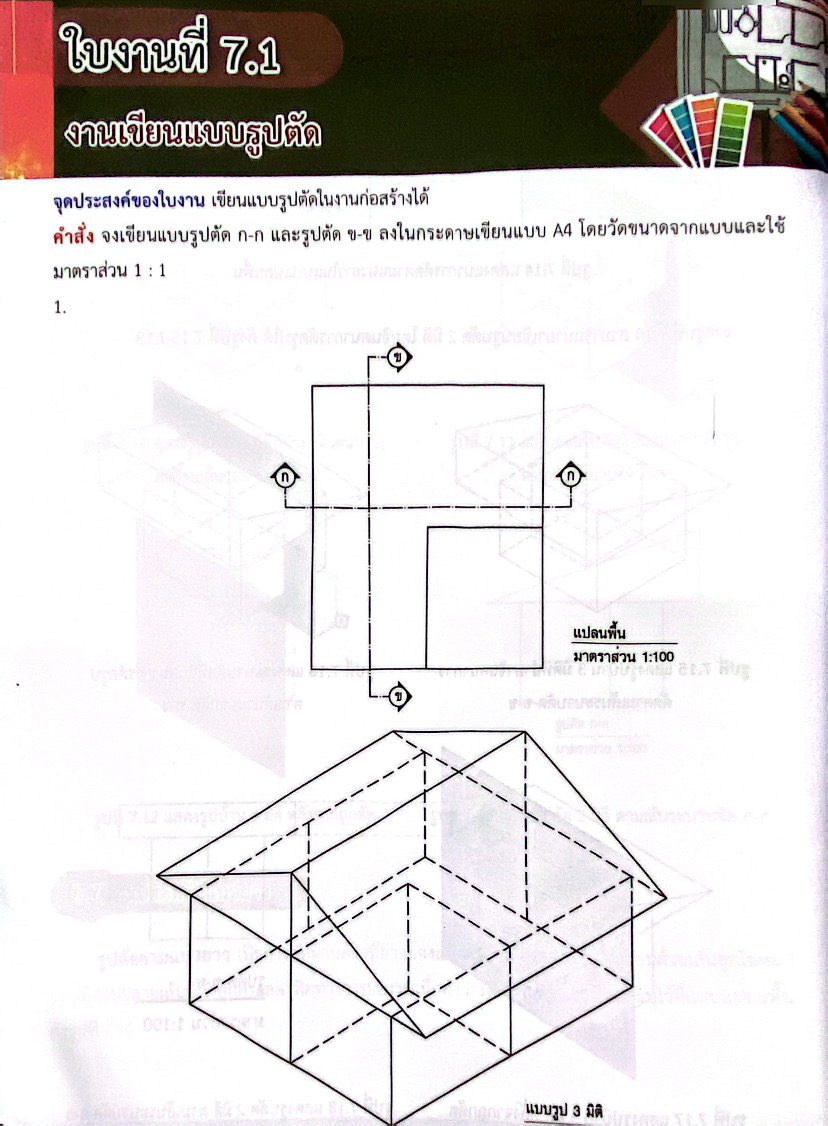 ใบงานที่ 7.1
งานเขียนแบบรูปตัด
จุดประสงค์ของใบงาน เขียนแบบรูปตัดในงานก่อสร้างได้
คำสั่ง จงเขียนแบบรูปตัด ก-ก และรูปตัด ข-ข ลงในกระดาษเขียนแบบ A4 โดยวัดขนาดจากแบบและใช้
มาตราส่วน 1 : 1
1.
ข
ก
ก
แปลนพื้น
มาตราส่วน 1:100
ข
แบบรูป 3 มิติ